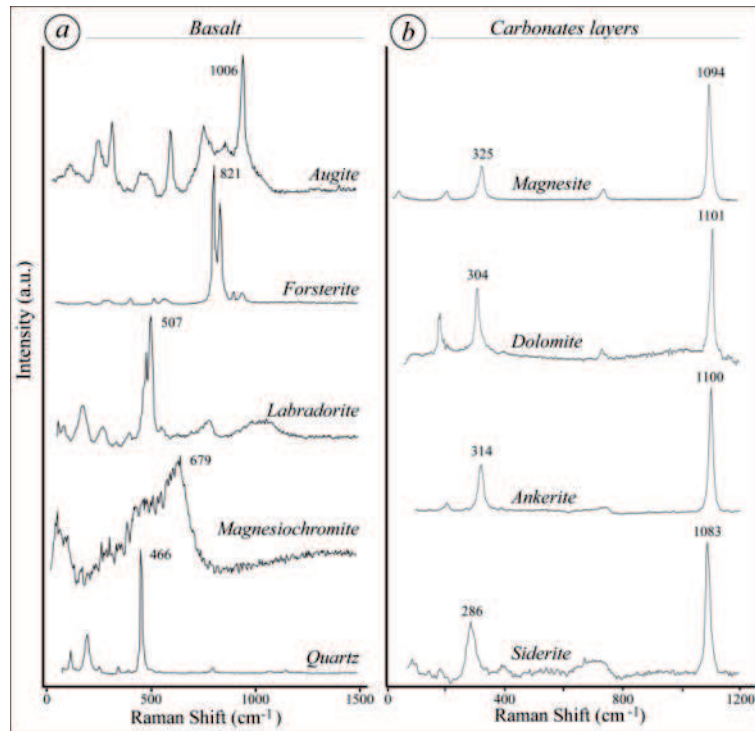 a Basalt
1006
Augite
821
Forsterite
507
Labradorite
679
Magnesiochromite
466
Quartz
0 500 1000 1500
Raman Shift (cm-1)
Intensity (a.u.)
b Carbonates layers
1094
325
Magnesite
1101
304
Dolomite
1100
314
Ankerite
1083
286
Siderite
0 400 800 1200
Raman Shift (cm-1)